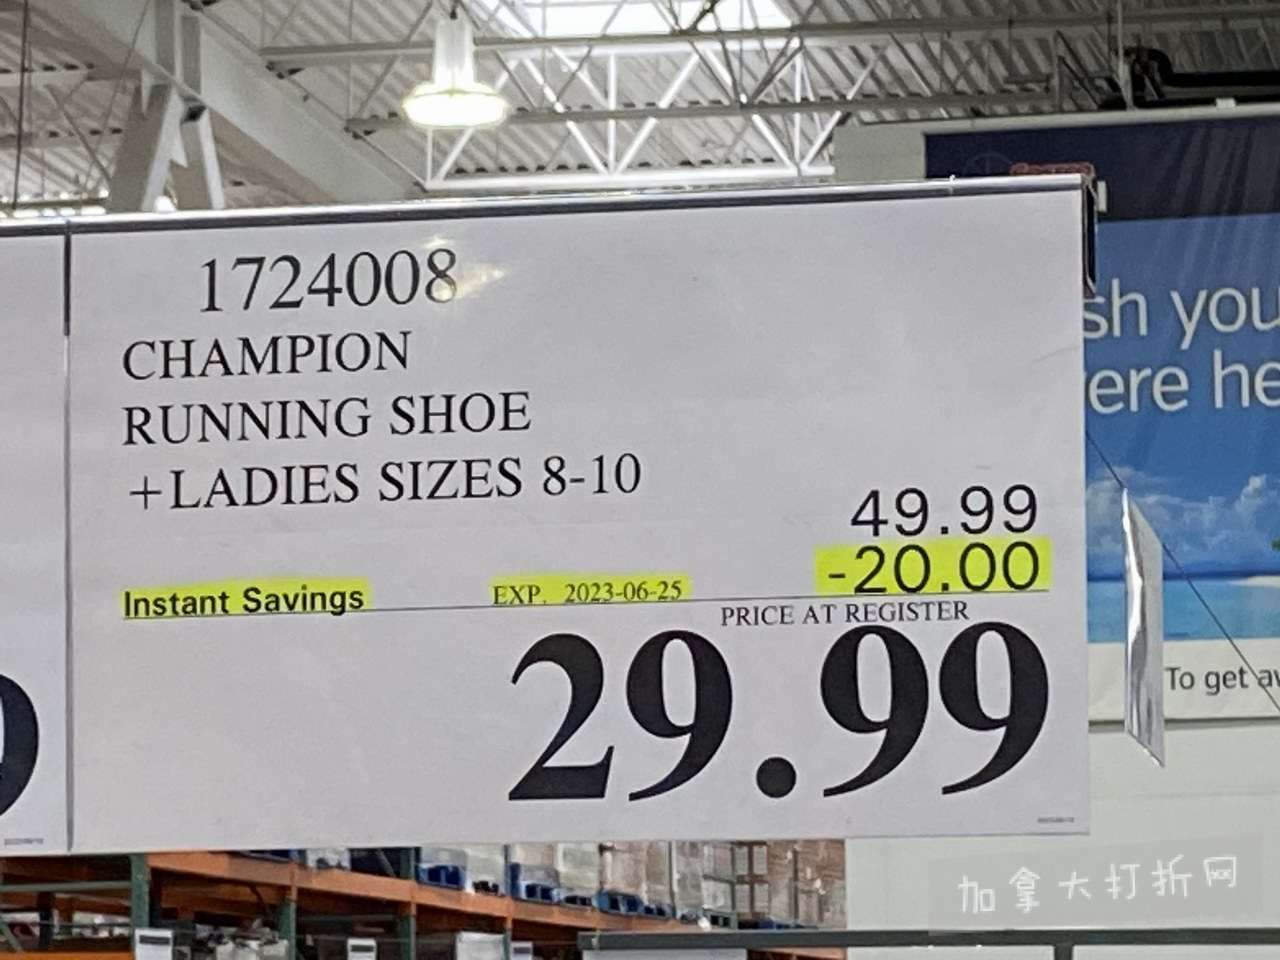 1724008
CHAMPION
RUNNING SHOE
+LADIES SIZES 8-10
49.99
-20.00
Instant Savings EXP. 2023-06-25
PRICE AT REGISTER
29.99
sh you
ere he
To get av
加拿大打折网